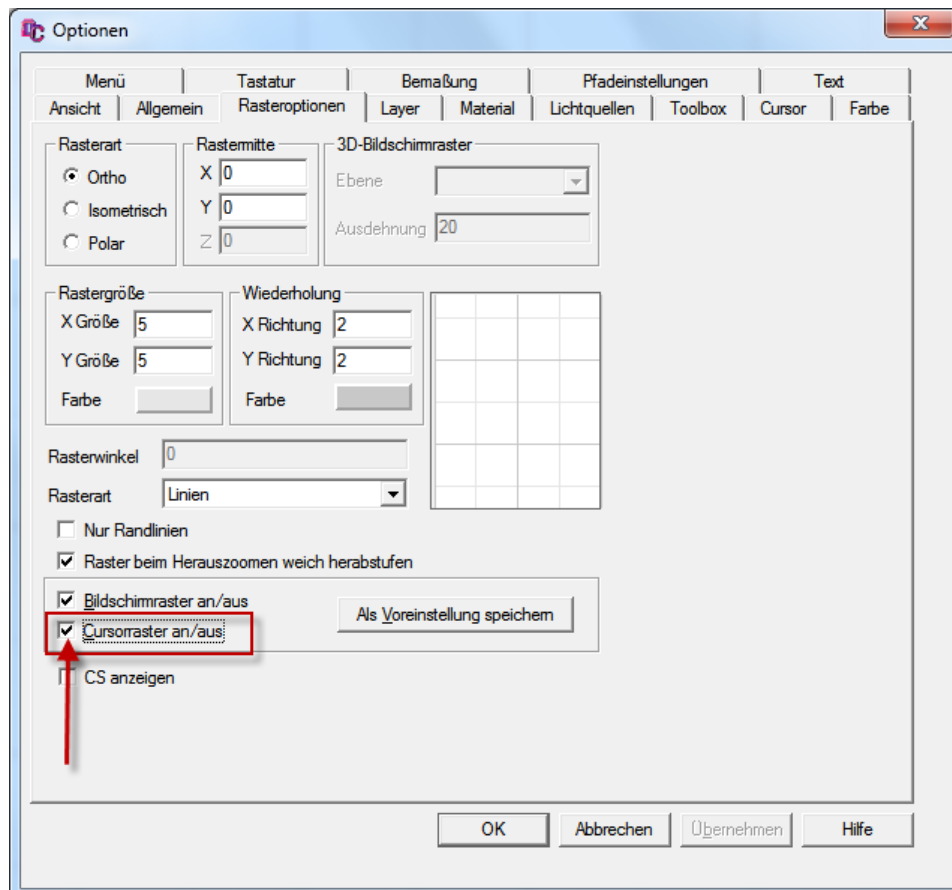 Optionen
Menü Tastatur Bemaßung Pfadeinstellungen Text
Ansicht Allgemein Rasteroptionen Layer Material Lichtquellen Toolbox Cursor Farbe
Rasterart
Ortho
Isometrisch
Polar
Rastermitte
X 0
Y 0
Z 0
3D-Bildschirmraster
Ebene
Ausdehnung 20
Rastergröße
X Größe 5
Y Größe 5
Farbe
Wiederholung
X Richtung 2
Y Richtung 2
Farbe
Rasterwinkel 0
Rasterart Linien
Nur Randlinien
Raster beim Herauszoomen weich herabstufen
Bildschirmraster an/aus
Cursorraster an/aus
Als Voreinstellung speichern
CS anzeigen
OK Abbrechen Übernehmen Hilfe